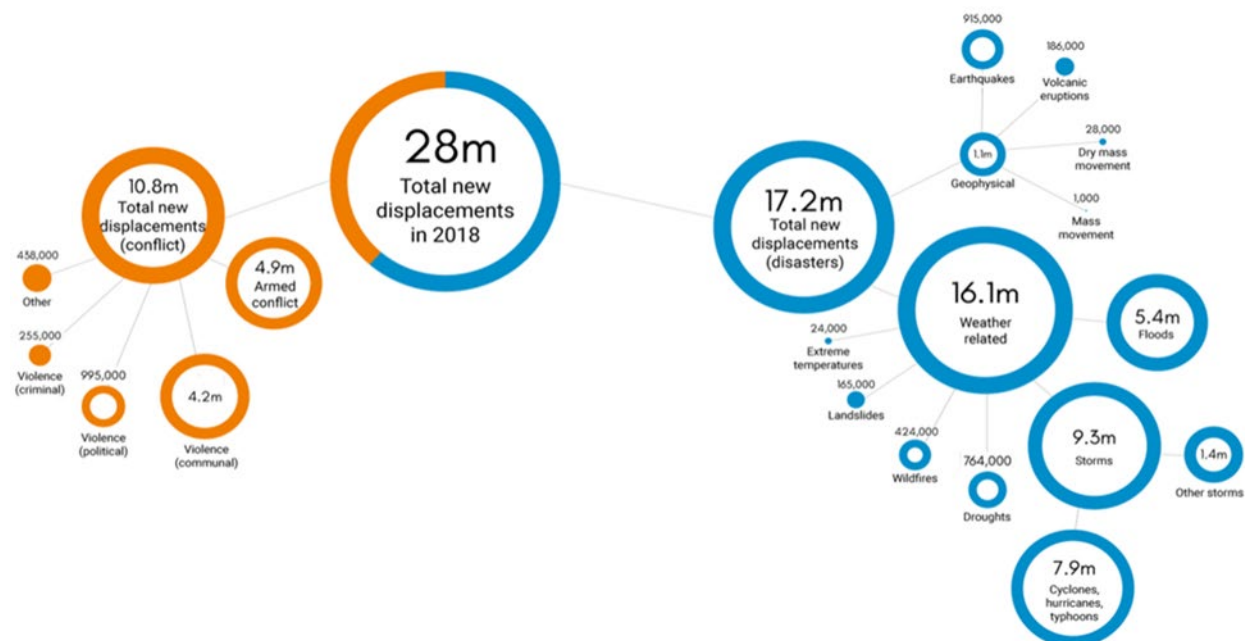 28m
Total new
displacements
in 2018
10.8m
Total new
displacements
(conflict)
4.9m
Armed
conflict
458,000
Other
255,000
Violence
(criminal)
995,000
Violence
(political)
4.2m
Violence
(communal)
17.2m
Total new
displacements
(disasters)
1.1m
Geophysical
915,000
Earthquakes
186,000
Volcanic
eruptions
28,000
Dry mass
movement
1,000
Mass
movement
16.1m
Weather
related
5.4m
Floods
24,000
Extreme
temperatures
165,000
Landslides
424,000
Wildfires
764,000
Droughts
9.3m
Storms
1.4m
Other storms
7.9m
Cyclones,
hurricanes,
typhoons